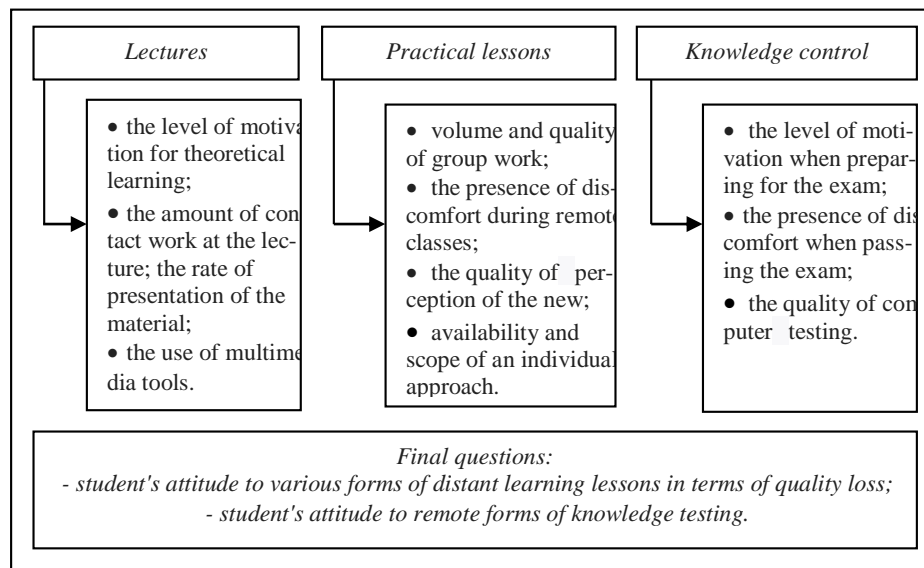 Lectures
Practical lessons
Knowledge control
• the level of motiva
tion for theoretical
learning;
• the amount of con
tact work at the lec-
ture; the rate of
presentation of the
material;
• the use of multime
dia tools.
• volume and quality
of group work;
• the presence of dis-
comfort during remote
classes;
• the quality of per-
ception of the new;
• availability and
scope of an individual
approach.
• the level of moti-
vation when prepar-
ing for the exam;
• the presence of dis
comfort when pass-
ing the exam;
• the quality of com
puter testing.
Final questions:
- student's attitude to various forms of distant learning lessons in terms of quality loss;
- student's attitude to remote forms of knowledge testing.